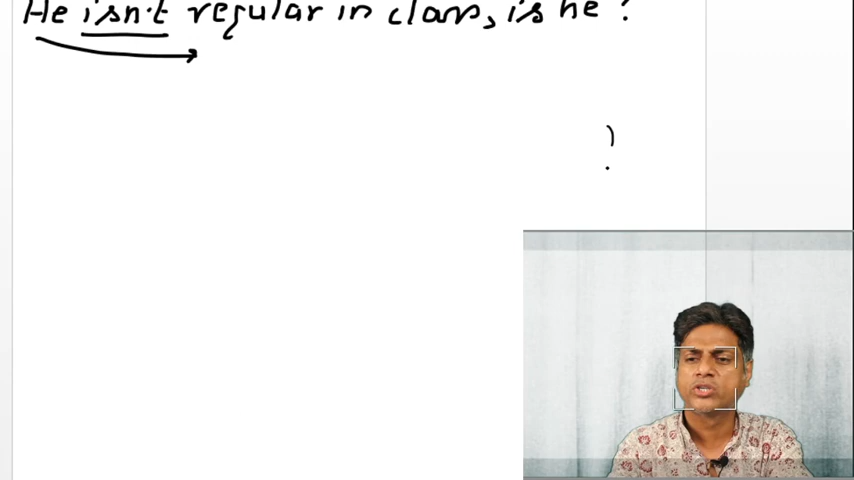 He isn't regular in class, is he?
?